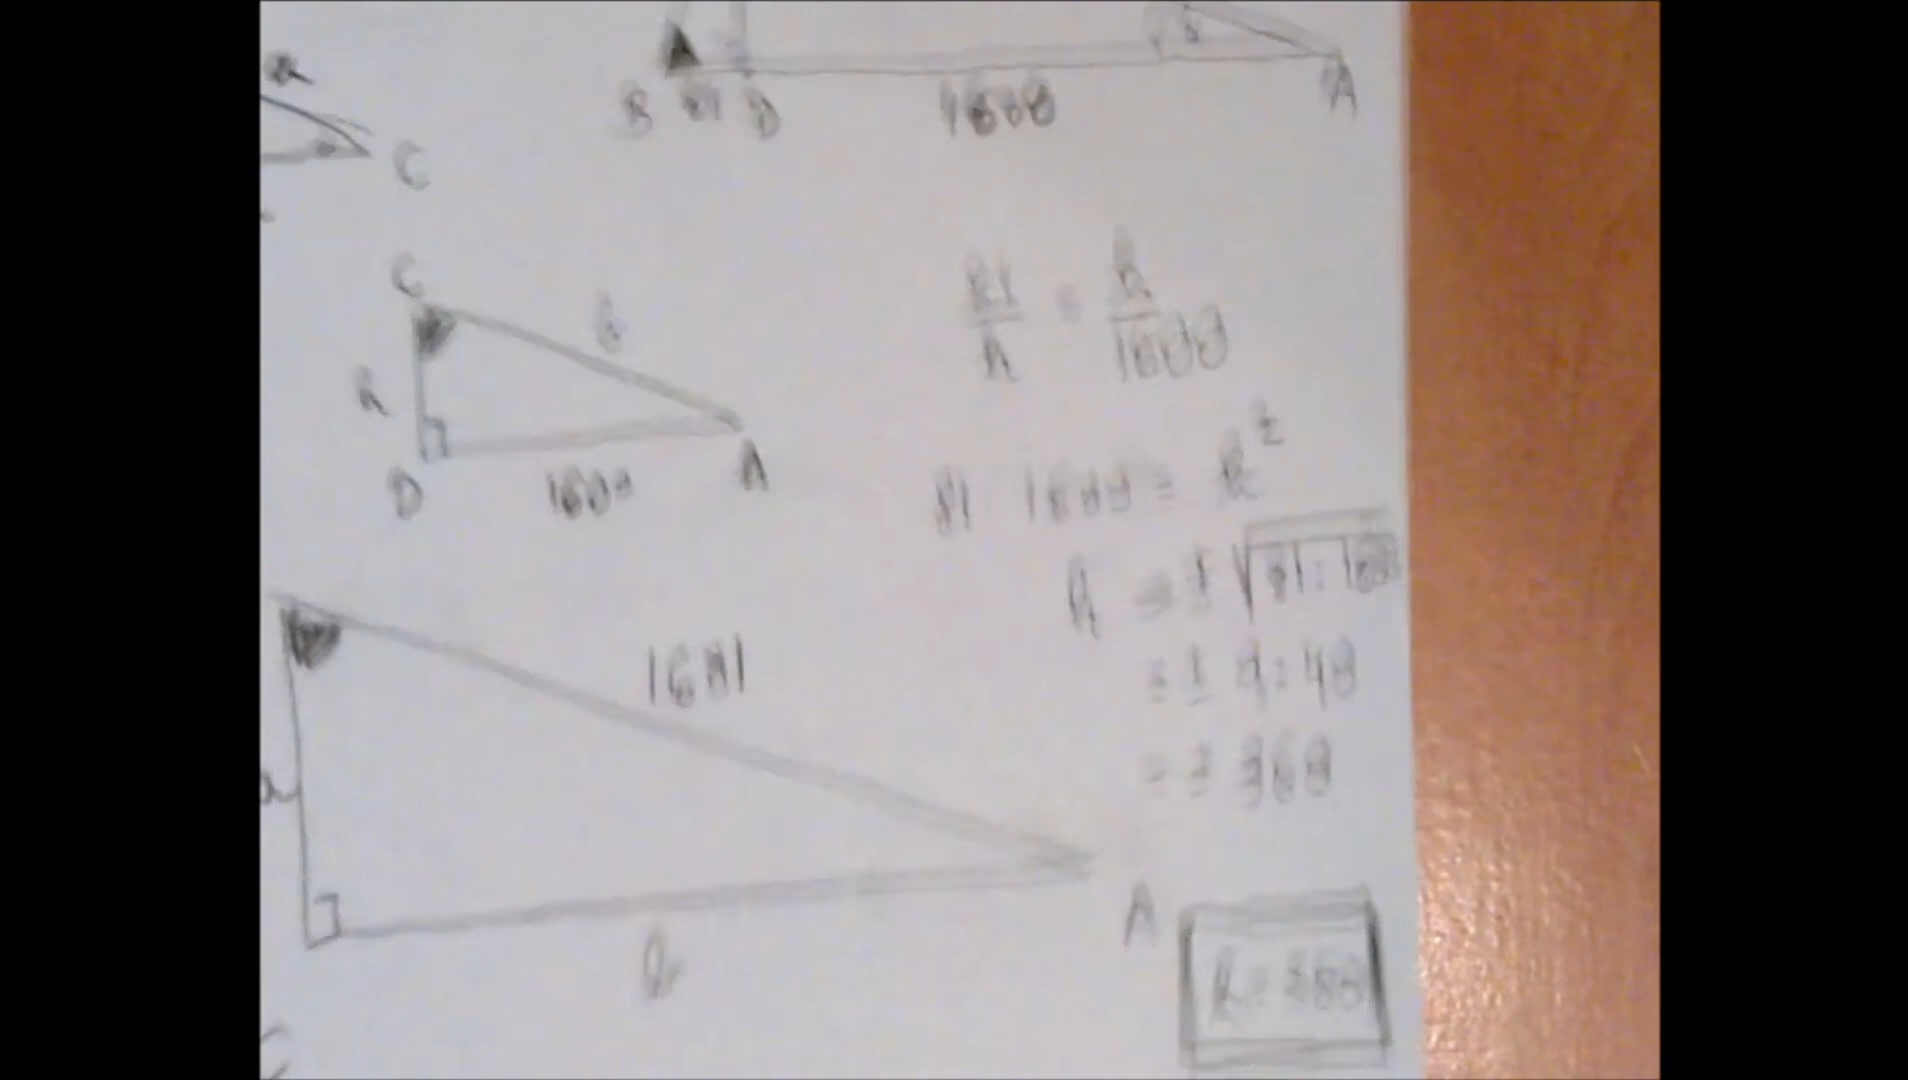 a
B 81 D 1600 A
C
C
b
81/h = h/1600
h
D 1600 A
81 · 1600 = h²
h = ± √81 · 1600
1681
= ± 9 · 40
a
= ± 360
A
b
h = 360
C